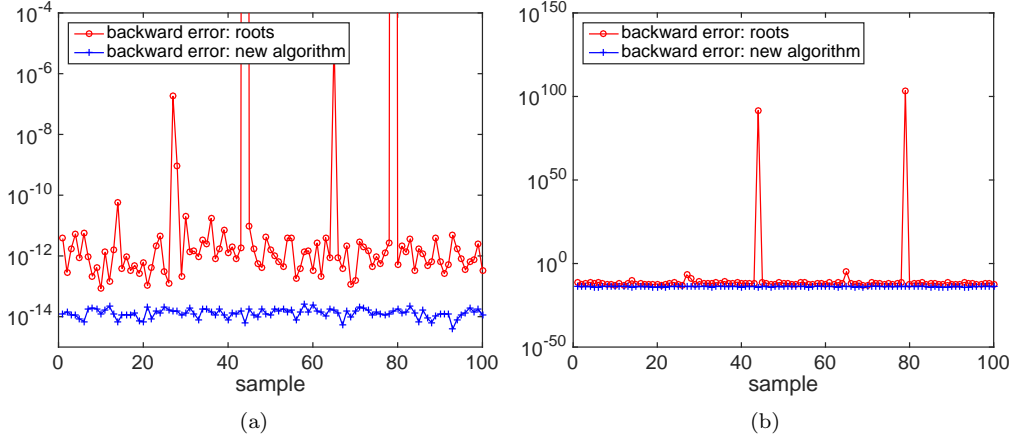 10^-4
10^-6
10^-8
10^-10
10^-12
10^-14
backward error: roots
backward error: new algorithm
0 20 40 60 80 100
sample
(a)
10^150
10^100
10^50
10^0
10^-50
backward error: roots
backward error: new algorithm
0 20 40 60 80 100
sample
(b)